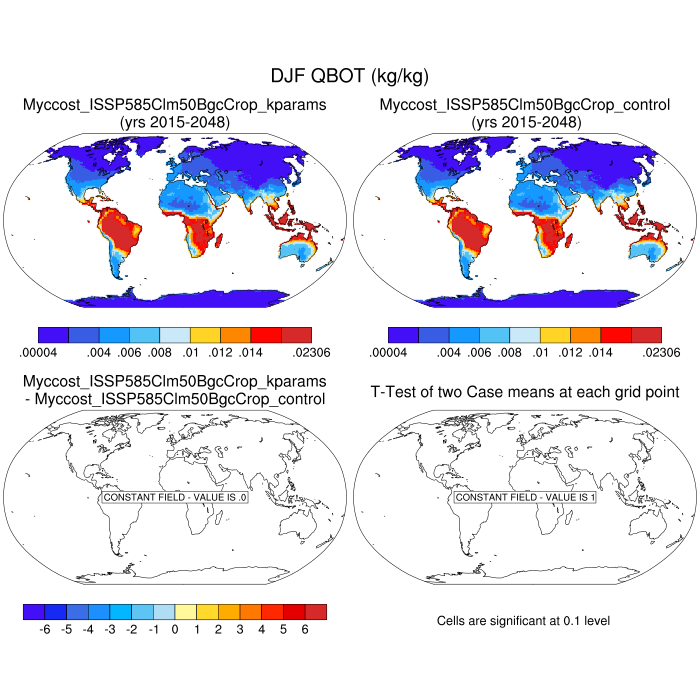 DJF QBOT (kg/kg)
Myccost_ISSP585Clm50BgcCrop_kparams
(yrs 2015-2048)
Myccost_ISSP585Clm50BgcCrop_control
(yrs 2015-2048)
.00004 .004 .006 .008 .01 .012 .014 .02306
.00004 .004 .006 .008 .01 .012 .014 .02306
Myccost_ISSP585Clm50BgcCrop_kparams
- Myccost_ISSP585Clm50BgcCrop_control
T-Test of two Case means at each grid point
CONSTANT FIELD - VALUE IS .0
CONSTANT FIELD - VALUE IS 1
-6 -5 -4 -3 -2 -1 0 1 2 3 4 5 6
Cells are significant at 0.1 level